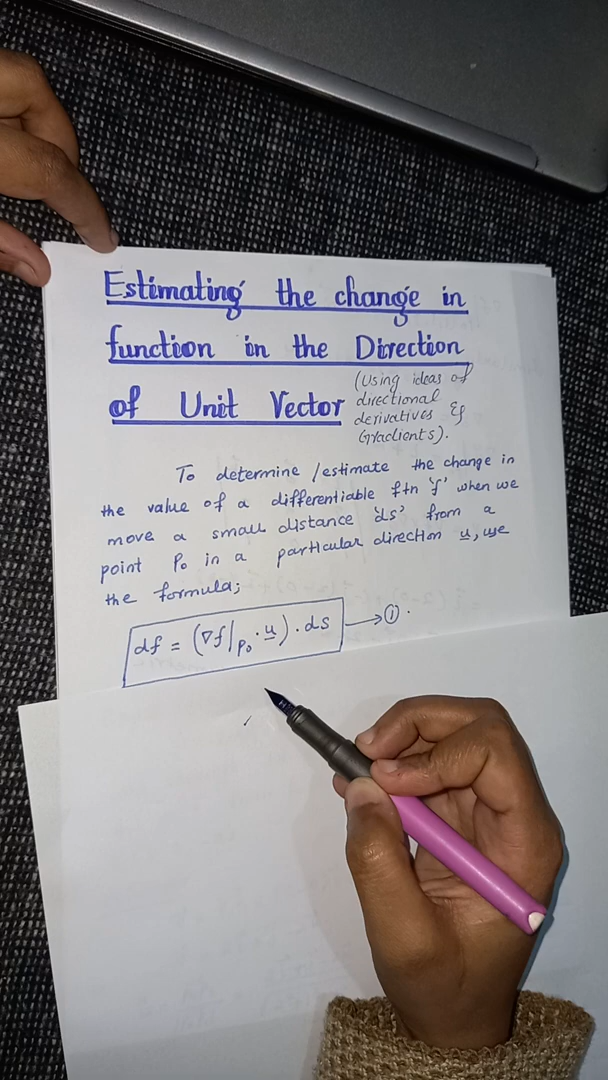 Estimating the change in
function in the Direction
of Unit Vector
(Using ideas of
directional
derivatives &
Gradients).
To determine /estimate the change in
the value of a differentiable ftn 'f' when we
move a small distance 'ds' from a
point P₀ in a particular direction u, use
the formula;
df = (∇f|P₀ · u) · ds → ①.